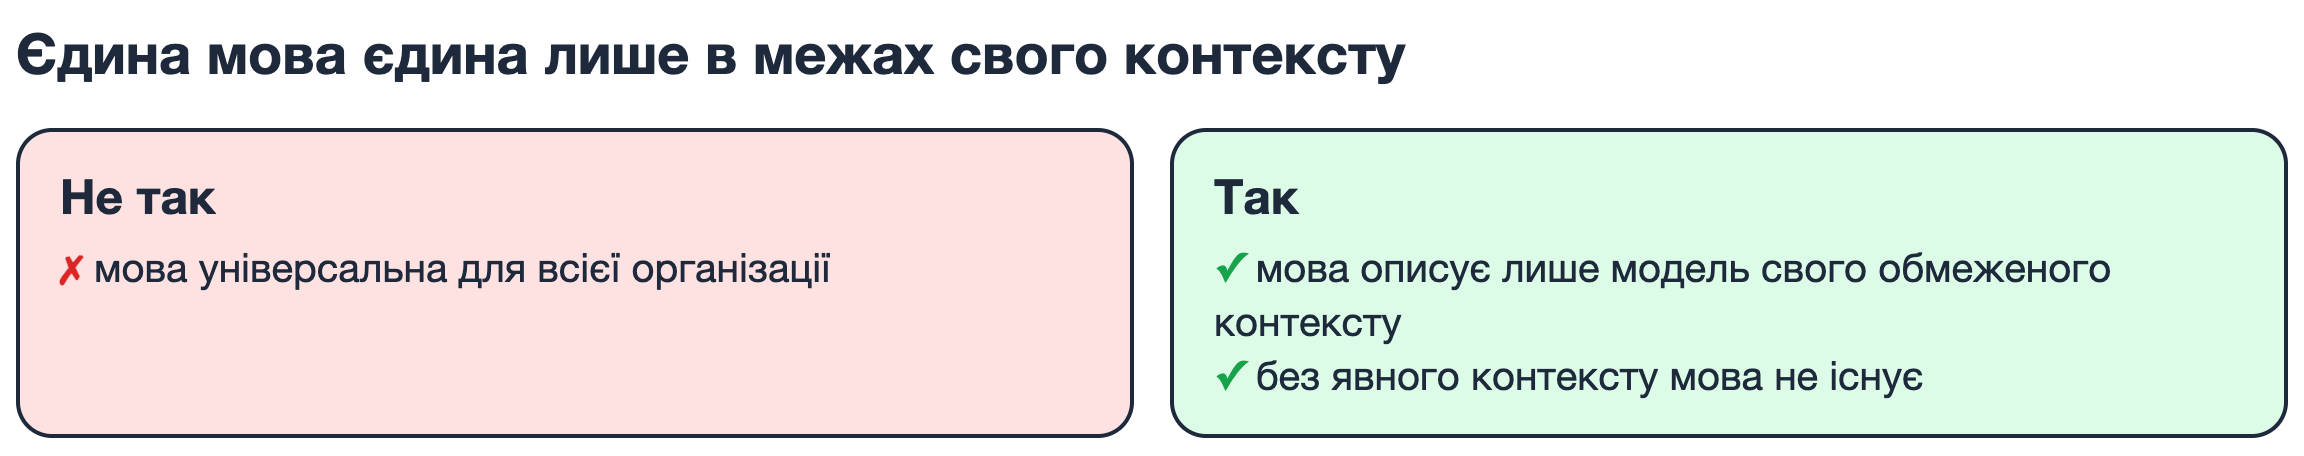 Єдина мова єдина лише в межах свого контексту
Не так
✗ мова універсальна для всієї організації
Так
✓ мова описує лише модель свого обмеженого
контексту
✓ без явного контексту мова не існує